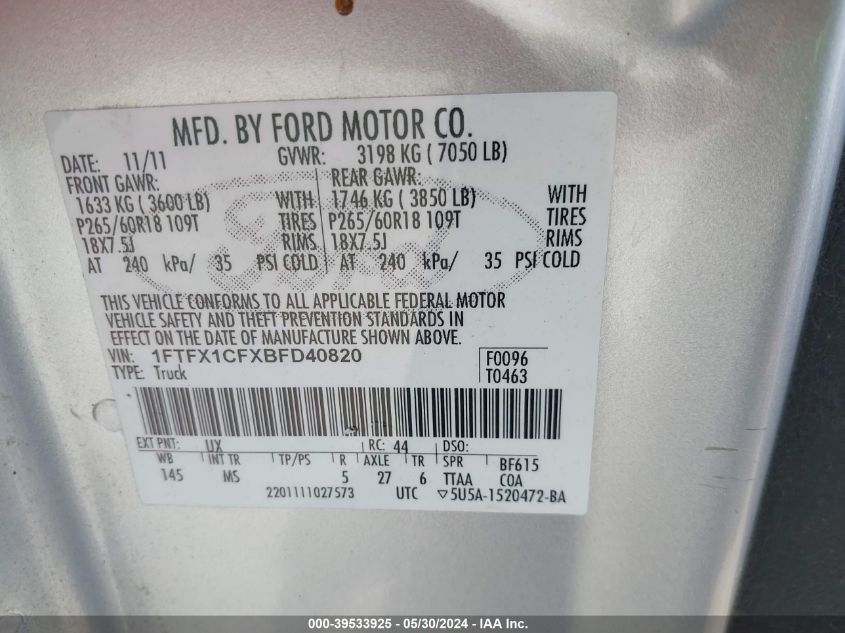 MFD. BY FORD MOTOR CO.
DATE: 11/11 GVWR: 3198 KG ( 7050 LB)
FRONT GAWR: REAR GAWR:
1633 KG ( 3600 LB) WITH 1746 KG ( 3850 LB) WITH
P265/60R18 109T TIRES P265/60R18 109T TIRES
18X7.5J RIMS 18X7.5J RIMS
AT 240 kPa/ 35 PSI COLD AT 240 kPa/ 35 PSI COLD
THIS VEHICLE CONFORMS TO ALL APPLICABLE FEDERAL MOTOR
VEHICLE SAFETY AND THEFT PREVENTION STANDARDS IN
EFFECT ON THE DATE OF MANUFACTURE SHOWN ABOVE.
VIN: 1FTFX1CFXBFD40820 F0096
TYPE: Truck T0463
EXT PNT: UX RC: 44 DSO:
WB INT TR TP/PS R AXLE TR SPR BF615
145 MS 5 27 6 TTAA COA
2201111027573 UTC ▽5U5A-1520472-BA
000-39533925 - 05/30/2024 - IAA Inc.